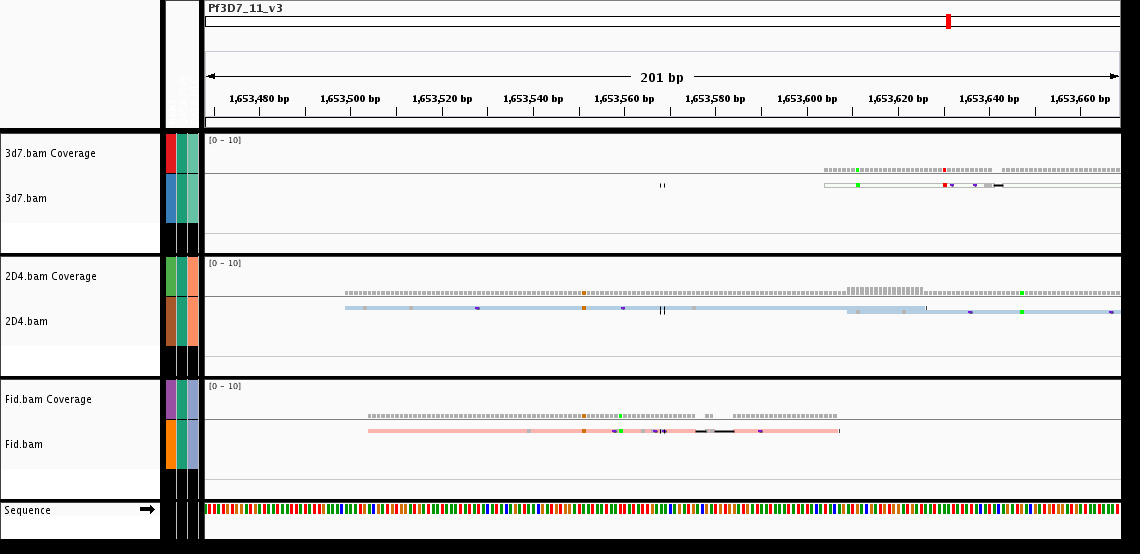 Pf3D7_11_v3
201 bp
1,653,480 bp 1,653,500 bp 1,653,520 bp 1,653,540 bp 1,653,560 bp 1,653,580 bp 1,653,600 bp 1,653,620 bp 1,653,640 bp 1,653,660 bp
[0 - 10]
3d7.bam Coverage
3d7.bam
[0 - 10]
2D4.bam Coverage
2D4.bam
[0 - 10]
Fid.bam Coverage
Fid.bam
Sequence